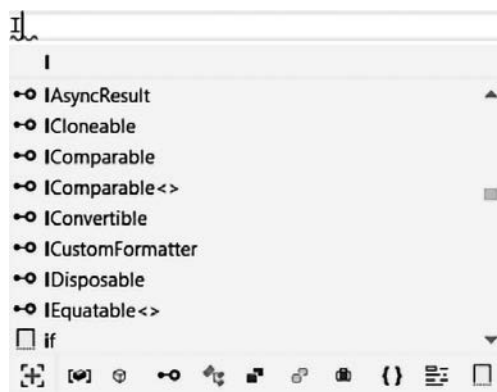 I
I
IAsyncResult
ICloneable
IComparable
IComparable<>
IConvertible
ICustomFormatter
IDisposable
IEquatable<>
if
{}